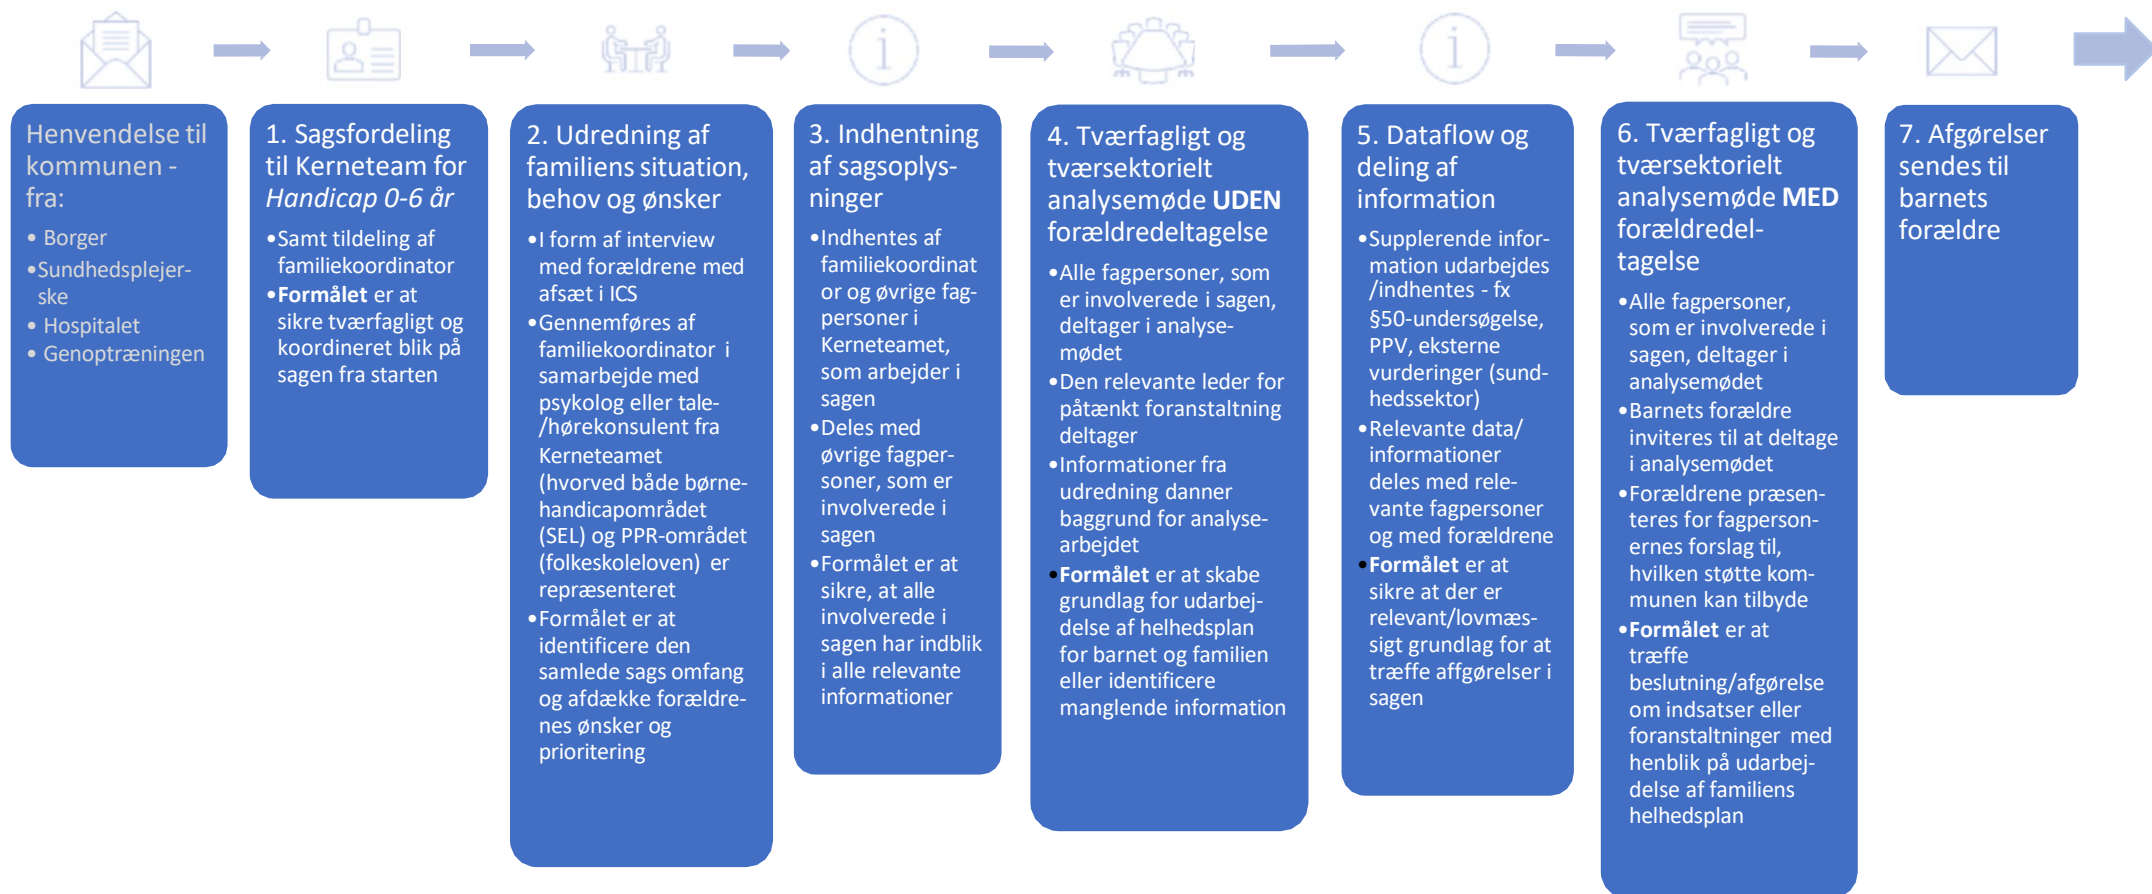 Henvendelse til
kommunen -
fra:
• Borger
•Sundhedsplejer-
ske
• Hospitalet
• Genoptræningen
1. Sagsfordeling
til Kerneteam for
Handicap 0-6 år
•Samt tildeling af
familiekoordinator
•Formålet er at
sikre tværfagligt og
koordineret blik på
sagen fra starten
2. Udredning af
familiens situation,
behov og ønsker
•I form af interview
med forældrene med
afsæt i ICS
•Gennemføres af
familiekoordinator i
samarbejde med
psykolog eller tale-
/hørekonsulent fra
Kerneteamet
(hvorved både børne-
handicapområdet
(SEL) og PPR-området
(folkeskoleloven) er
repræsenteret
•Formålet er at
identificere den
samlede sags omfang
og afdække forældre-
nes ønsker og
prioritering
3. Indhentning
af sagsoplys-
ninger
•Indhentes af
familiekoordinat
or og øvrige fag-
personer i
Kerneteamet,
som arbejder i
sagen
•Deles med
øvrige fagper-
soner, som er
involverede i
sagen
•Formålet er at
sikre, at alle
involverede i
sagen har indblik
i alle relevante
informationer
4. Tværfagligt og
tværsektorielt
analysemøde UDEN
forældredeltagelse
•Alle fagpersoner, som
er involverede i sagen,
deltager i analyse-
mødet
•Den relevante leder for
påtænkt foranstaltning
deltager
•Informationer fra
udredning danner
baggrund for analyse-
arbejdet
•Formålet er at skabe
grundlag for udarbej-
delse af helhedsplan
for barnet og familien
eller identificere
manglende information
5. Dataflow og
deling af
information
•Supplerende infor-
mation udarbejdes
/indhentes - fx
§50-undersøgelse,
PPV, eksterne
vurderinger (sund-
hedssektor)
•Relevante data/
informationer
deles med rele-
vante fagpersoner
og med forældrene
•Formålet er at
sikre at der er
relevant/lovmæs-
sigt grundlag for at
træffe affgørelser i
sagen
6. Tværfagligt og
tværsektorielt
analysemøde MED
forældredel-
tagelse
•Alle fagpersoner,
som er involverede i
sagen, deltager i
analysemødet
•Barnets forældre
inviteres til at deltage
i analysemødet
•Forældrene præsen-
teres for fagperson-
ernes forslag til,
hvilken støtte kom-
munen kan tilbyde
•Formålet er at
træffe
beslutning/afgørelse
om indsatser eller
foranstaltninger med
henblik på udarbej-
delse af familiens
helhedsplan
7. Afgørelser
sendes til
barnets
forældre